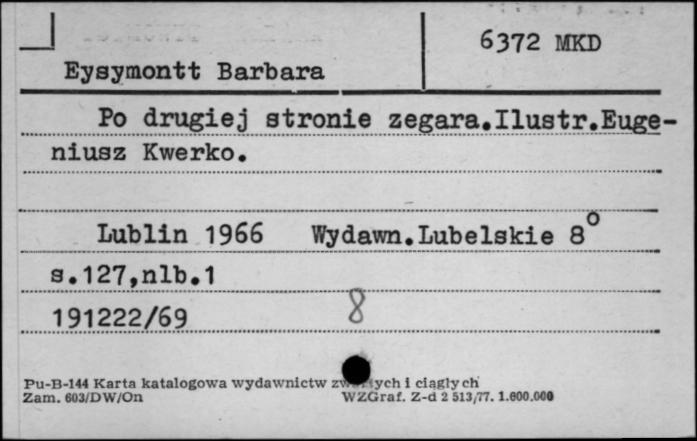 6372 MKD
Eysymontt Barbara
Po drugiej stronie zegara.Ilustr.Euge-
niusz Kwerko.
Lublin 1966 Wydawn.Lubelskie 8°
s.127,nlb.1
191222/69 8
Pu-B-144 Karta katalogowa wydawnictw i ciągłych
Zam. 603/DW/On WZGraf. Z-d 2 513/77. 1.600.000